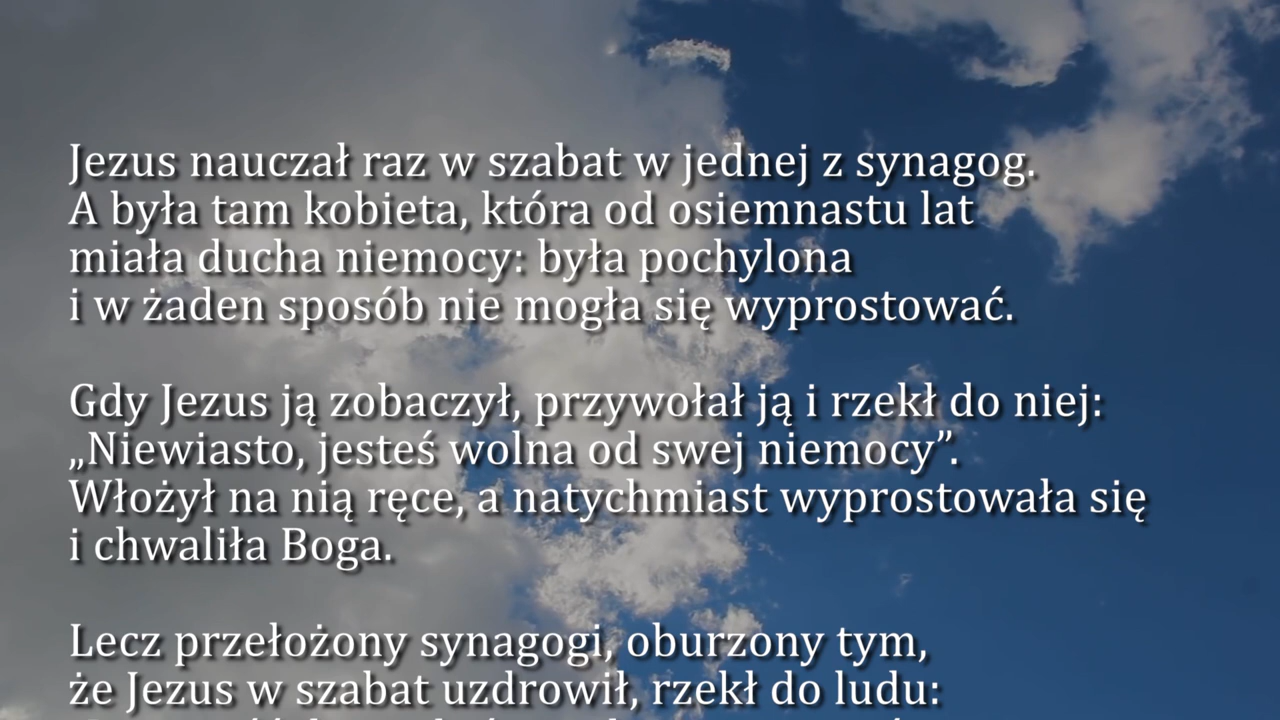 Jezus nauczał raz w szabat w jednej z synagog.
A była tam kobieta, która od osiemnastu lat
miała ducha niemocy: była pochylona
i w żaden sposób nie mogła się wyprostować.
Gdy Jezus ją zobaczył, przywołał ją i rzekł do niej:
„Niewiasto, jesteś wolna od swej niemocy”.
Włożył na nią ręce, a natychmiast wyprostowała się
i chwaliła Boga.
Lecz przełożony synagogi, oburzony tym,
że Jezus w szabat uzdrowił, rzekł do ludu: